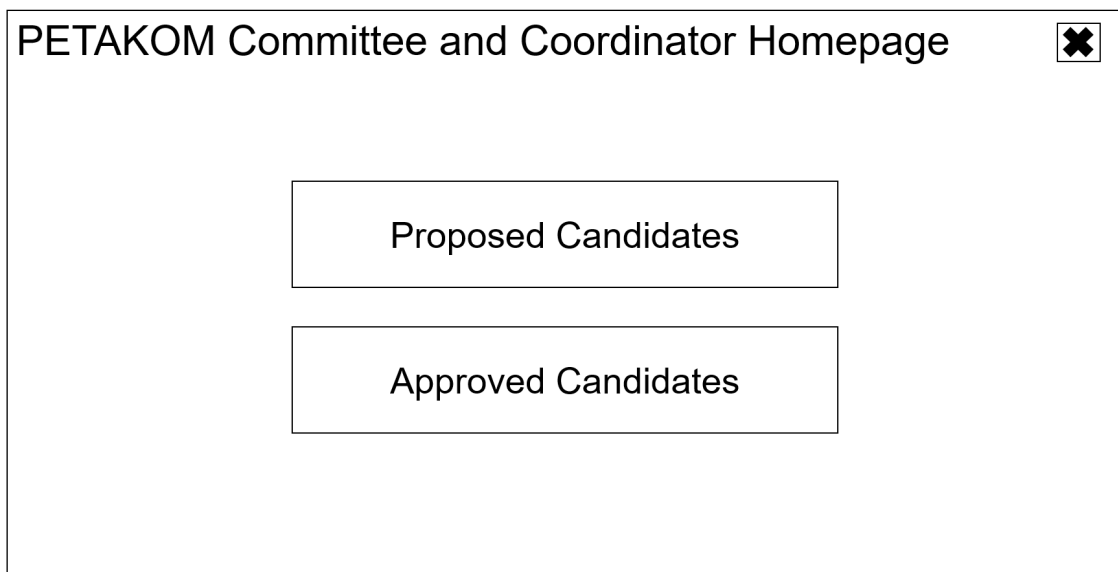 PETAKOM Committee and Coordinator Homepage
Proposed Candidates
Approved Candidates